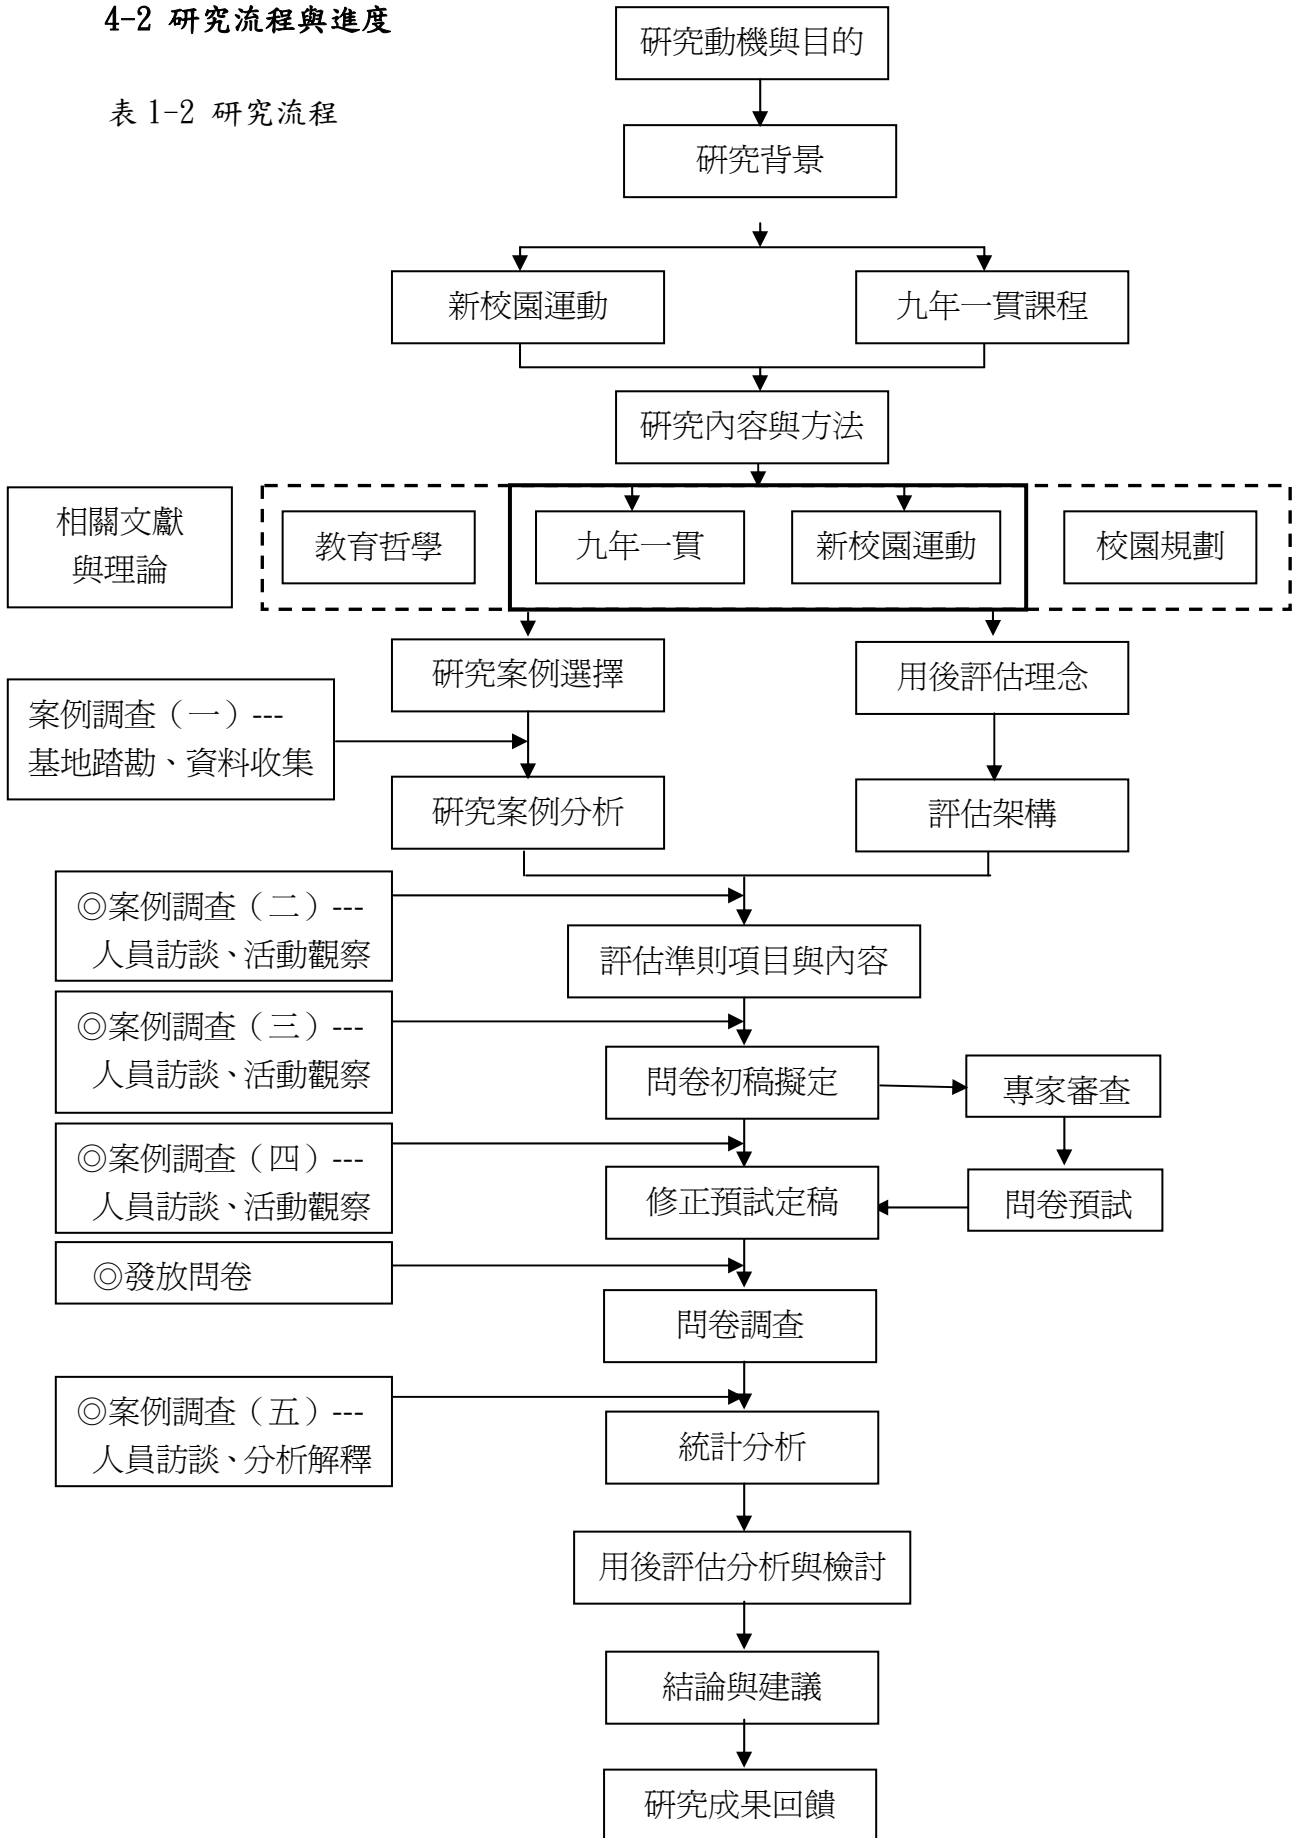 4-2 研究流程與進度
研究動機與目的
表 1-2 研究流程
研究背景
新校園運動
九年一貫課程
研究內容與方法
相關文獻
與理論
教育哲學
九年一貫
新校園運動
校園規劃
研究案例選擇
用後評估理念
案例調查（一）---
基地踏勘、資料收集
研究案例分析
評估架構
◎案例調查（二）---
人員訪談、活動觀察
評估準則項目與內容
◎案例調查（三）---
人員訪談、活動觀察
問卷初稿擬定
專家審查
◎案例調查（四）---
人員訪談、活動觀察
修正預試定稿
問卷預試
◎發放問卷
問卷調查
◎案例調查（五）---
人員訪談、分析解釋
統計分析
用後評估分析與檢討
結論與建議
研究成果回饋